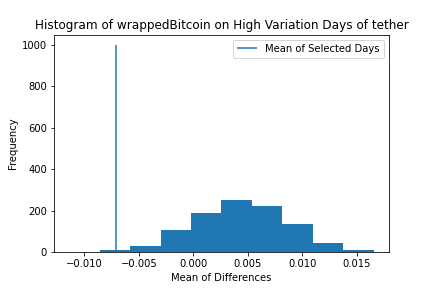 Histogram of wrappedBitcoin on High Variation Days of tether
Mean of Selected Days
1000
800
600
400
200
0
Frequency
−0.010 −0.005 0.000 0.005 0.010 0.015
Mean of Differences